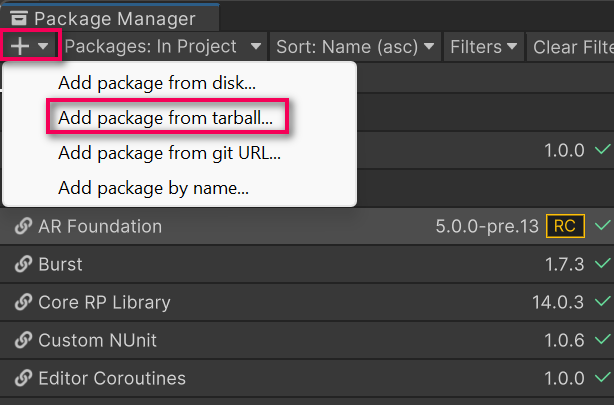 Package Manager
+ Packages: In Project Sort: Name (asc) Filters Clear Filte
Add package from disk...
Add package from tarball...
Add package from git URL...
Add package by name...
1.0.0
AR Foundation 5.0.0-pre.13 RC
Burst 1.7.3
Core RP Library 14.0.3
Custom NUnit 1.0.6
Editor Coroutines 1.0.0